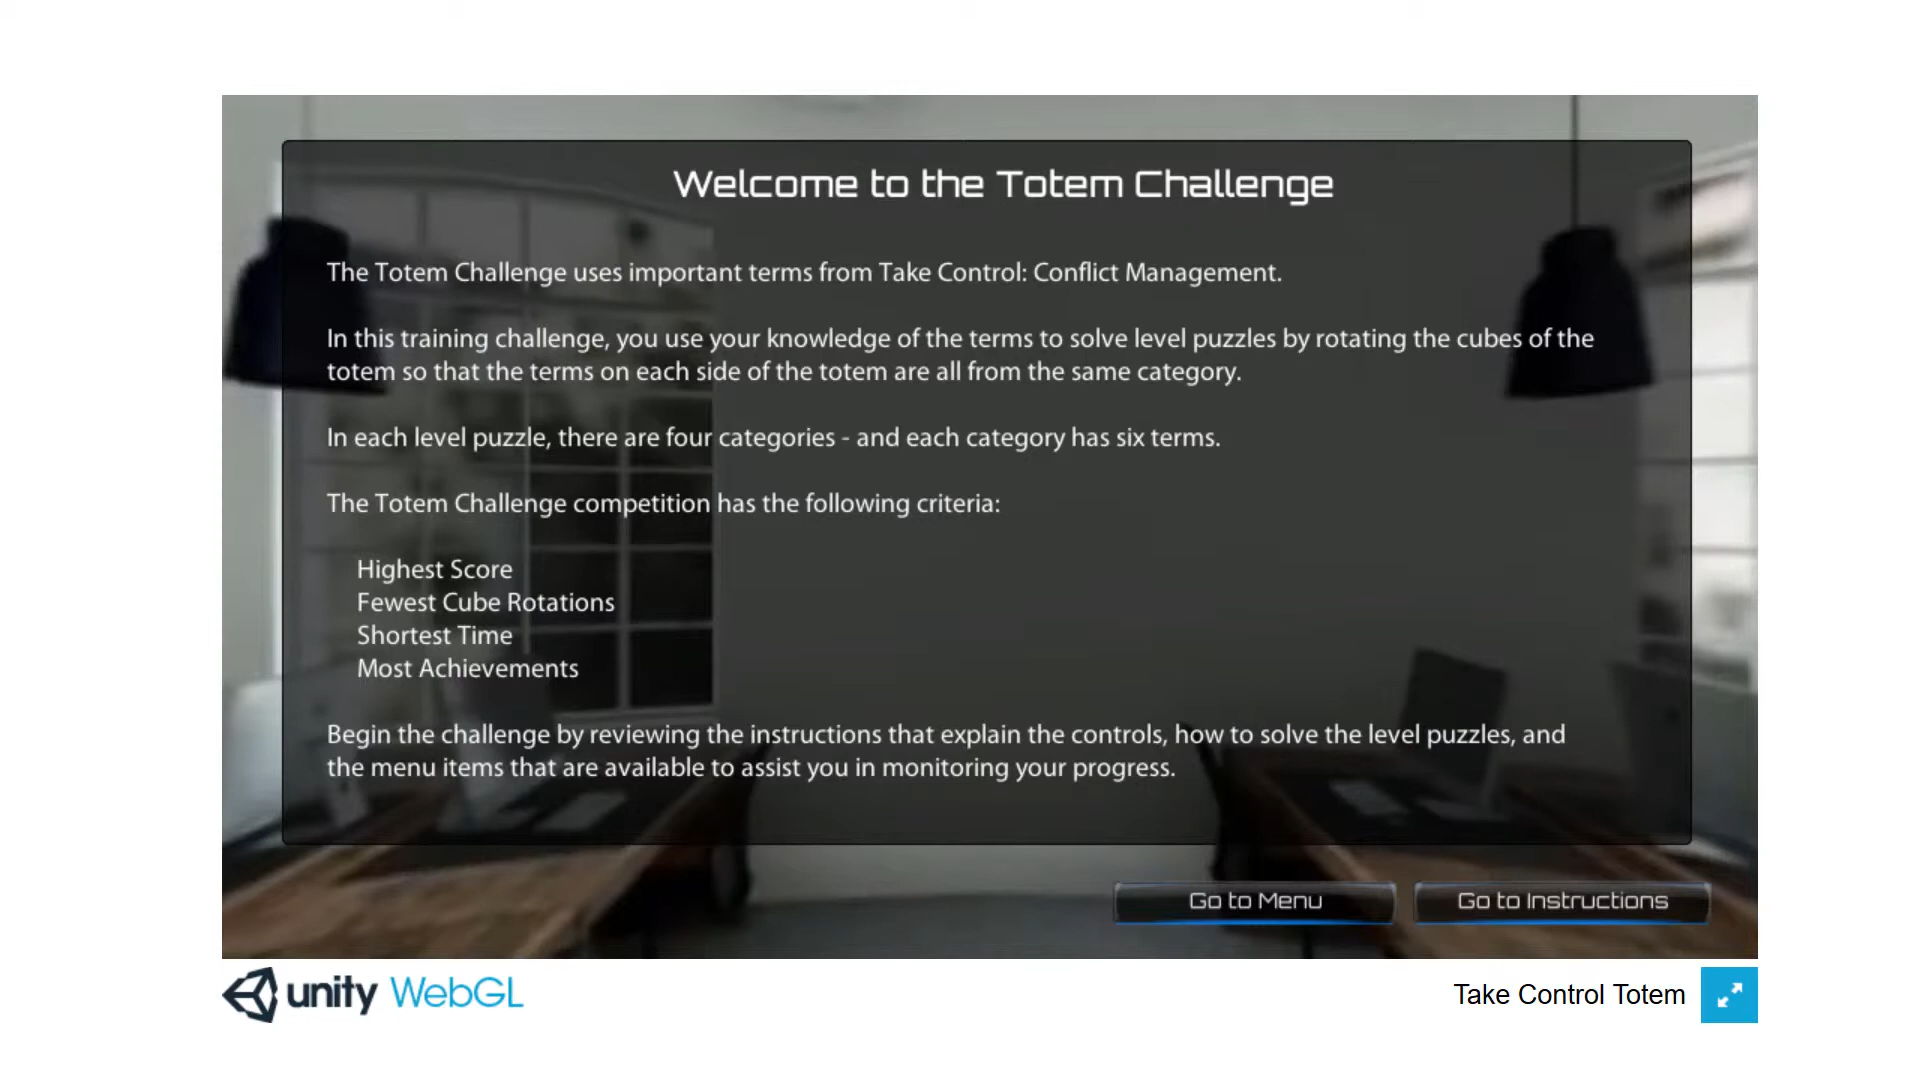 Welcome to the Totem Challenge
The Totem Challenge uses important terms from Take Control: Conflict Management.
In this training challenge, you use your knowledge of the terms to solve level puzzles by rotating the cubes of the
totem so that the terms on each side of the totem are all from the same category.
In each level puzzle, there are four categories - and each category has six terms.
The Totem Challenge competition has the following criteria:
Highest Score
Fewest Cube Rotations
Shortest Time
Most Achievements
Begin the challenge by reviewing the instructions that explain the controls, how to solve the level puzzles, and
the menu items that are available to assist you in monitoring your progress.
Go to Menu
Go to Instructions
unity WebGL
Take Control Totem